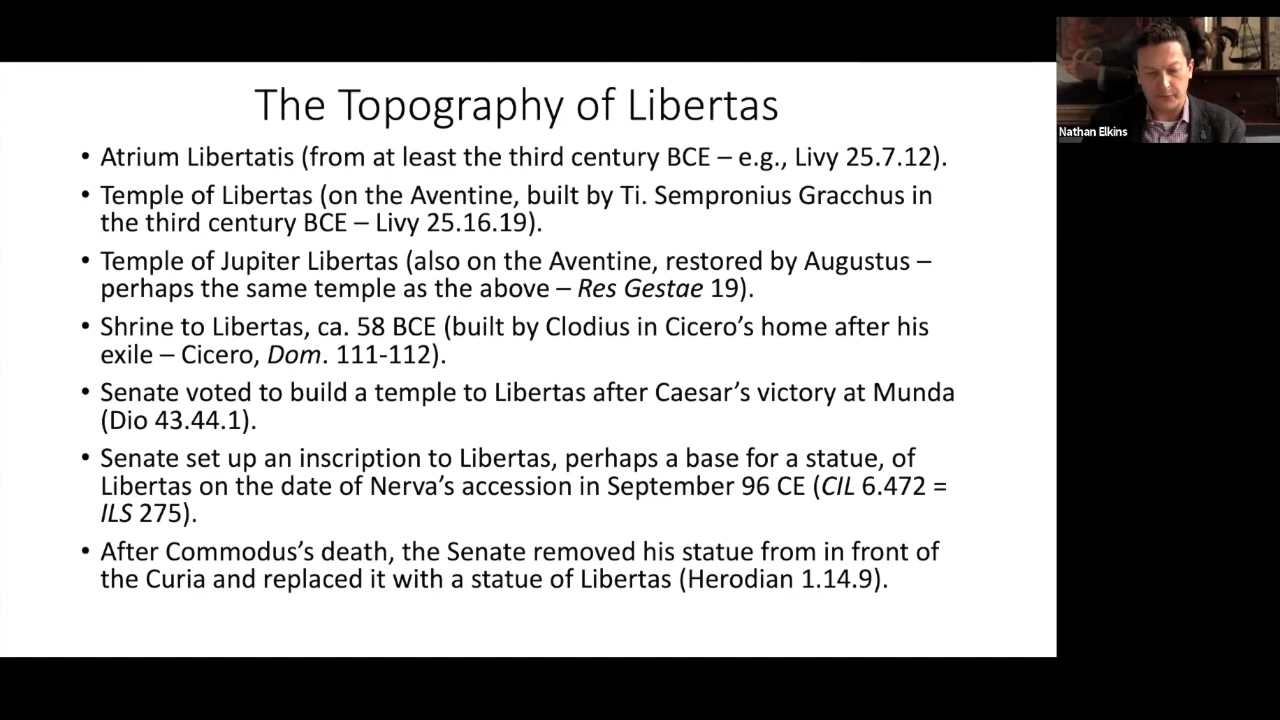 The Topography of Libertas
• Atrium Libertatis (from at least the third century BCE – e.g., Livy 25.7.12).
• Temple of Libertas (on the Aventine, built by Ti. Sempronius Gracchus in
the third century BCE – Livy 25.16.19).
• Temple of Jupiter Libertas (also on the Aventine, restored by Augustus –
perhaps the same temple as the above – Res Gestae 19).
• Shrine to Libertas, ca. 58 BCE (built by Clodius in Cicero’s home after his
exile – Cicero, Dom. 111-112).
• Senate voted to build a temple to Libertas after Caesar’s victory at Munda
(Dio 43.44.1).
• Senate set up an inscription to Libertas, perhaps a base for a statue, of
Libertas on the date of Nerva’s accession in September 96 CE (CIL 6.472 =
ILS 275).
• After Commodus’s death, the Senate removed his statue from in front of
the Curia and replaced it with a statue of Libertas (Herodian 1.14.9).
Nathan Elkins